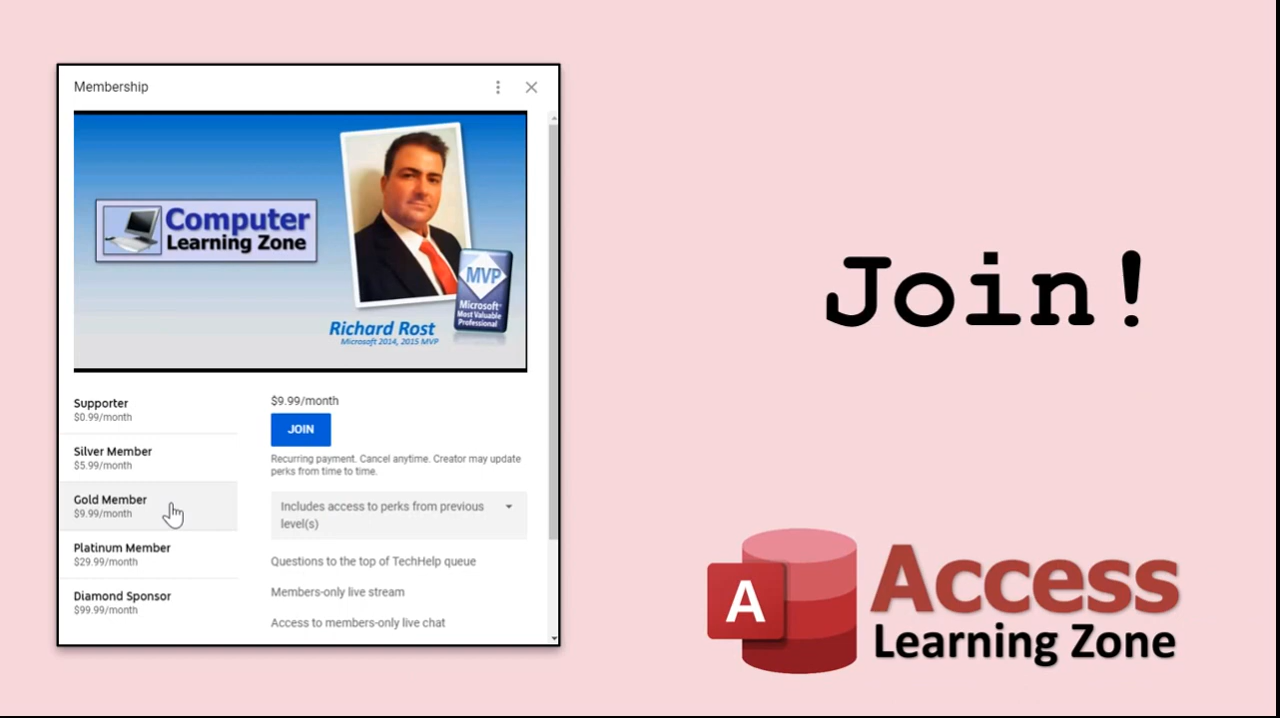 Membership
Computer
Learning Zone
MVP
Microsoft®
Most Valuable
Professional
Richard Rost
Microsoft 2014, 2015 MVP
Supporter
$0.99/month
Silver Member
$5.99/month
Gold Member
$9.99/month
Platinum Member
$29.99/month
Diamond Sponsor
$99.99/month
$9.99/month
JOIN
Recurring payment. Cancel anytime. Creator may update
perks from time to time.
Includes access to perks from previous
level(s)
Questions to the top of TechHelp queue
Members-only live stream
Access to members-only live chat
Join!
A
Access
Learning Zone